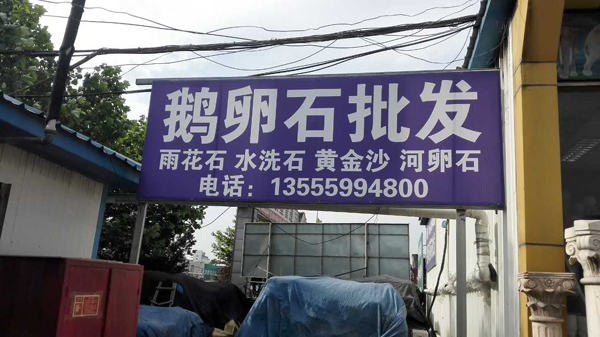 鹅卵石批发
雨花石 水洗石 黄金沙 河卵石
电话：13555994800